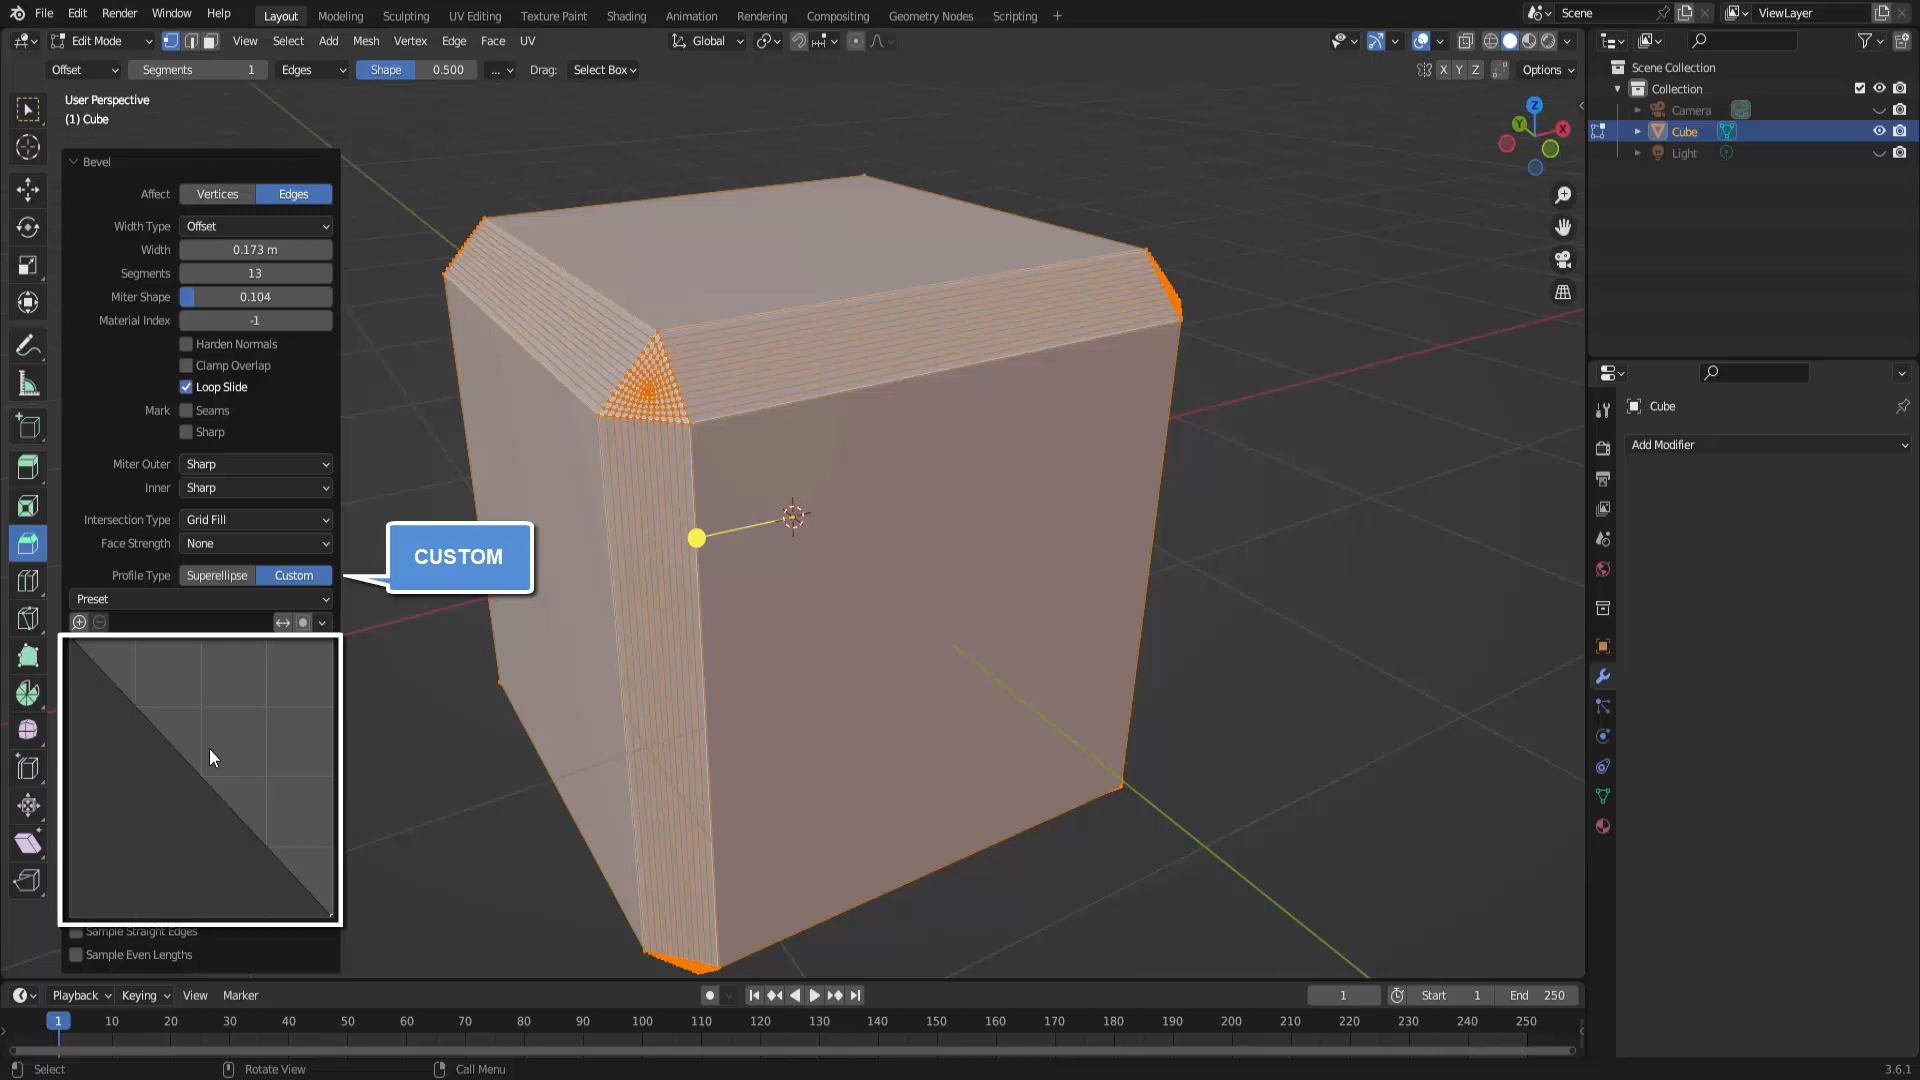 File Edit Render Window Help Layout Modeling Sculpting UV Editing Texture Paint Shading Animation Rendering Compositing Geometry Nodes Scripting + Scene ViewLayer
Edit Mode View Select Add Mesh Vertex Edge Face UV Global
Offset Segments 1 Edges Shape 0.500 ... Drag: Select Box X Y Z Options
User Perspective
(1) Cube
Z
Y
X
Scene Collection
Collection
Camera
Cube
Light
Bevel
Affect Vertices Edges
Width Type Offset
Width 0.173 m
Segments 13
Miter Shape 0.104
Material Index -1
Harden Normals
Clamp Overlap
Loop Slide
Mark Seams
Sharp
Miter Outer Sharp
Inner Sharp
Intersection Type Grid Fill
Face Strength None
Profile Type Superellipse Custom
Preset
Sample Straight Edges
Sample Even Lengths
CUSTOM
Cube
Add Modifier
Playback Keying View Marker 1 Start 1 End 250
1 10 20 30 40 50 60 70 80 90 100 110 120 130 140 150 160 170 180 190 200 210 220 230 240 250
Select Rotate View Call Menu 3.6.1